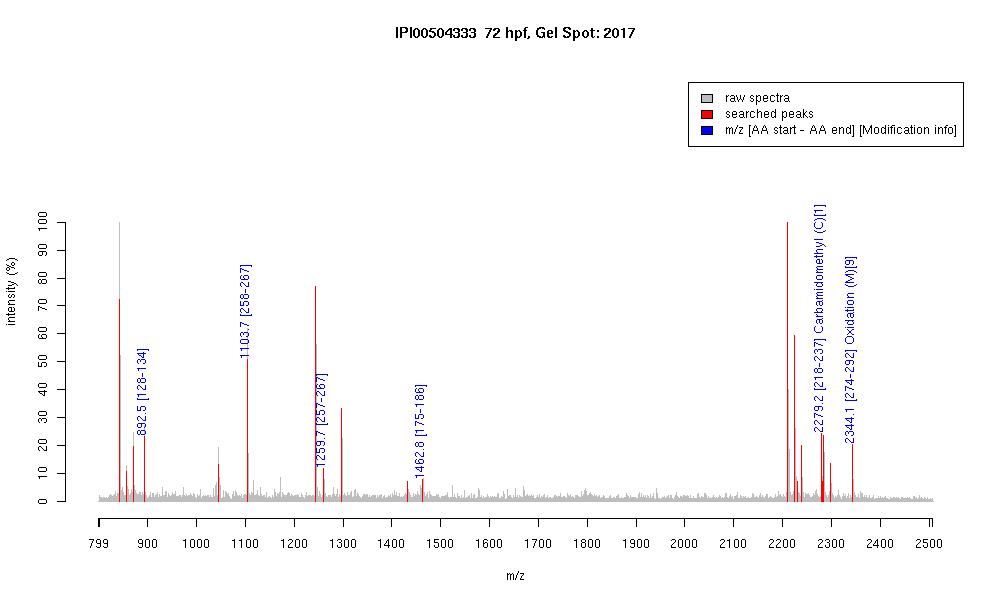 IPI00504333 72 hpf, Gel Spot: 2017
raw spectra
searched peaks
m/z [AA start - AA end] [Modification info]
intensity (%)
100
90
80
70
60
50
40
30
20
10
0
892.5 [128-134]
1103.7 [258-267]
1259.7 [257-267]
1462.8 [175-186]
2279.2 [218-237] Carbamidomethyl (C)[1]
2344.1 [274-292] Oxidation (M)[9]
799 900 1000 1100 1200 1300 1400 1500 1600 1700 1800 1900 2000 2100 2200 2300 2400 2500
m/z